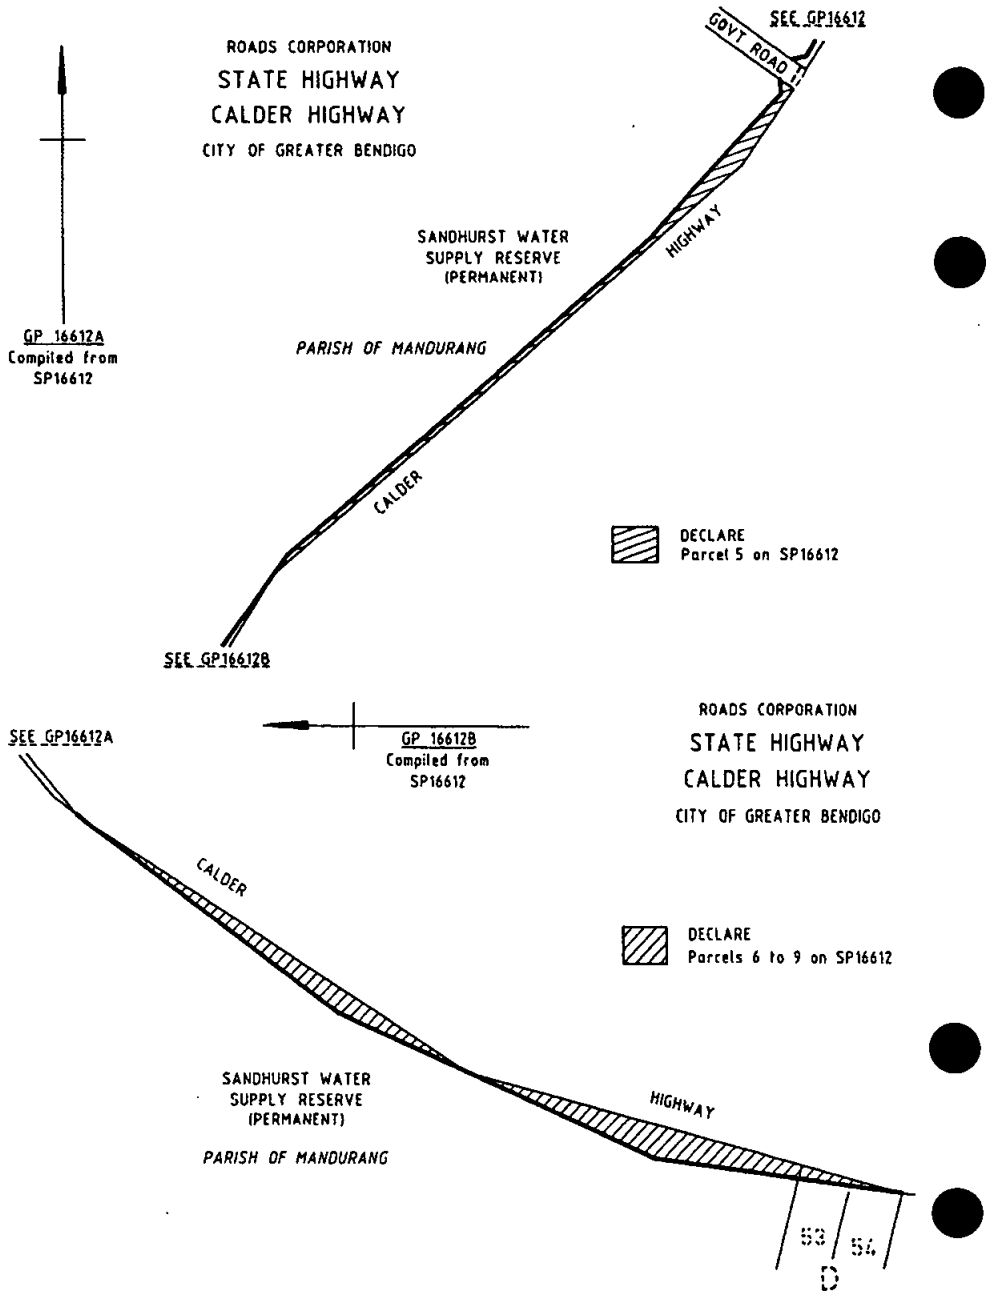 ROADS CORPORATION
STATE HIGHWAY
CALDER HIGHWAY
CITY OF GREATER BENDIGO
SEE GP16612
GOVT ROAD
HIGHWAY
SANDHURST WATER
SUPPLY RESERVE
(PERMANENT)
GP 16612A
Compiled from
SP16612
PARISH OF MANDURANG
CALDER
DECLARE
Parcel 5 on SP16612
SEE GP16612B
SEE GP16612A
GP 16612B
Compiled from
SP16612
ROADS CORPORATION
STATE HIGHWAY
CALDER HIGHWAY
CITY OF GREATER BENDIGO
CALDER
DECLARE
Parcels 6 to 9 on SP16612
SANDHURST WATER
SUPPLY RESERVE
(PERMANENT)
HIGHWAY
PARISH OF MANDURANG
53
54
D